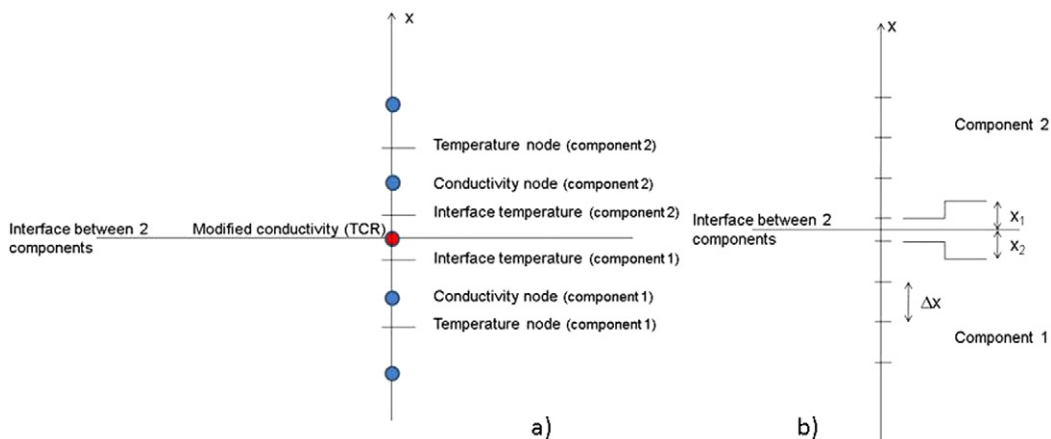 x
Temperature node (component 2)
Conductivity node (component 2)
Interface temperature (component 2)
Interface between 2
components
Modified conductivity (TCR)
Interface temperature (component 1)
Conductivity node (component 1)
Temperature node (component 1)
a)
x
Component 2
Interface between 2
components
x1
x2
Δx
Component 1
b)